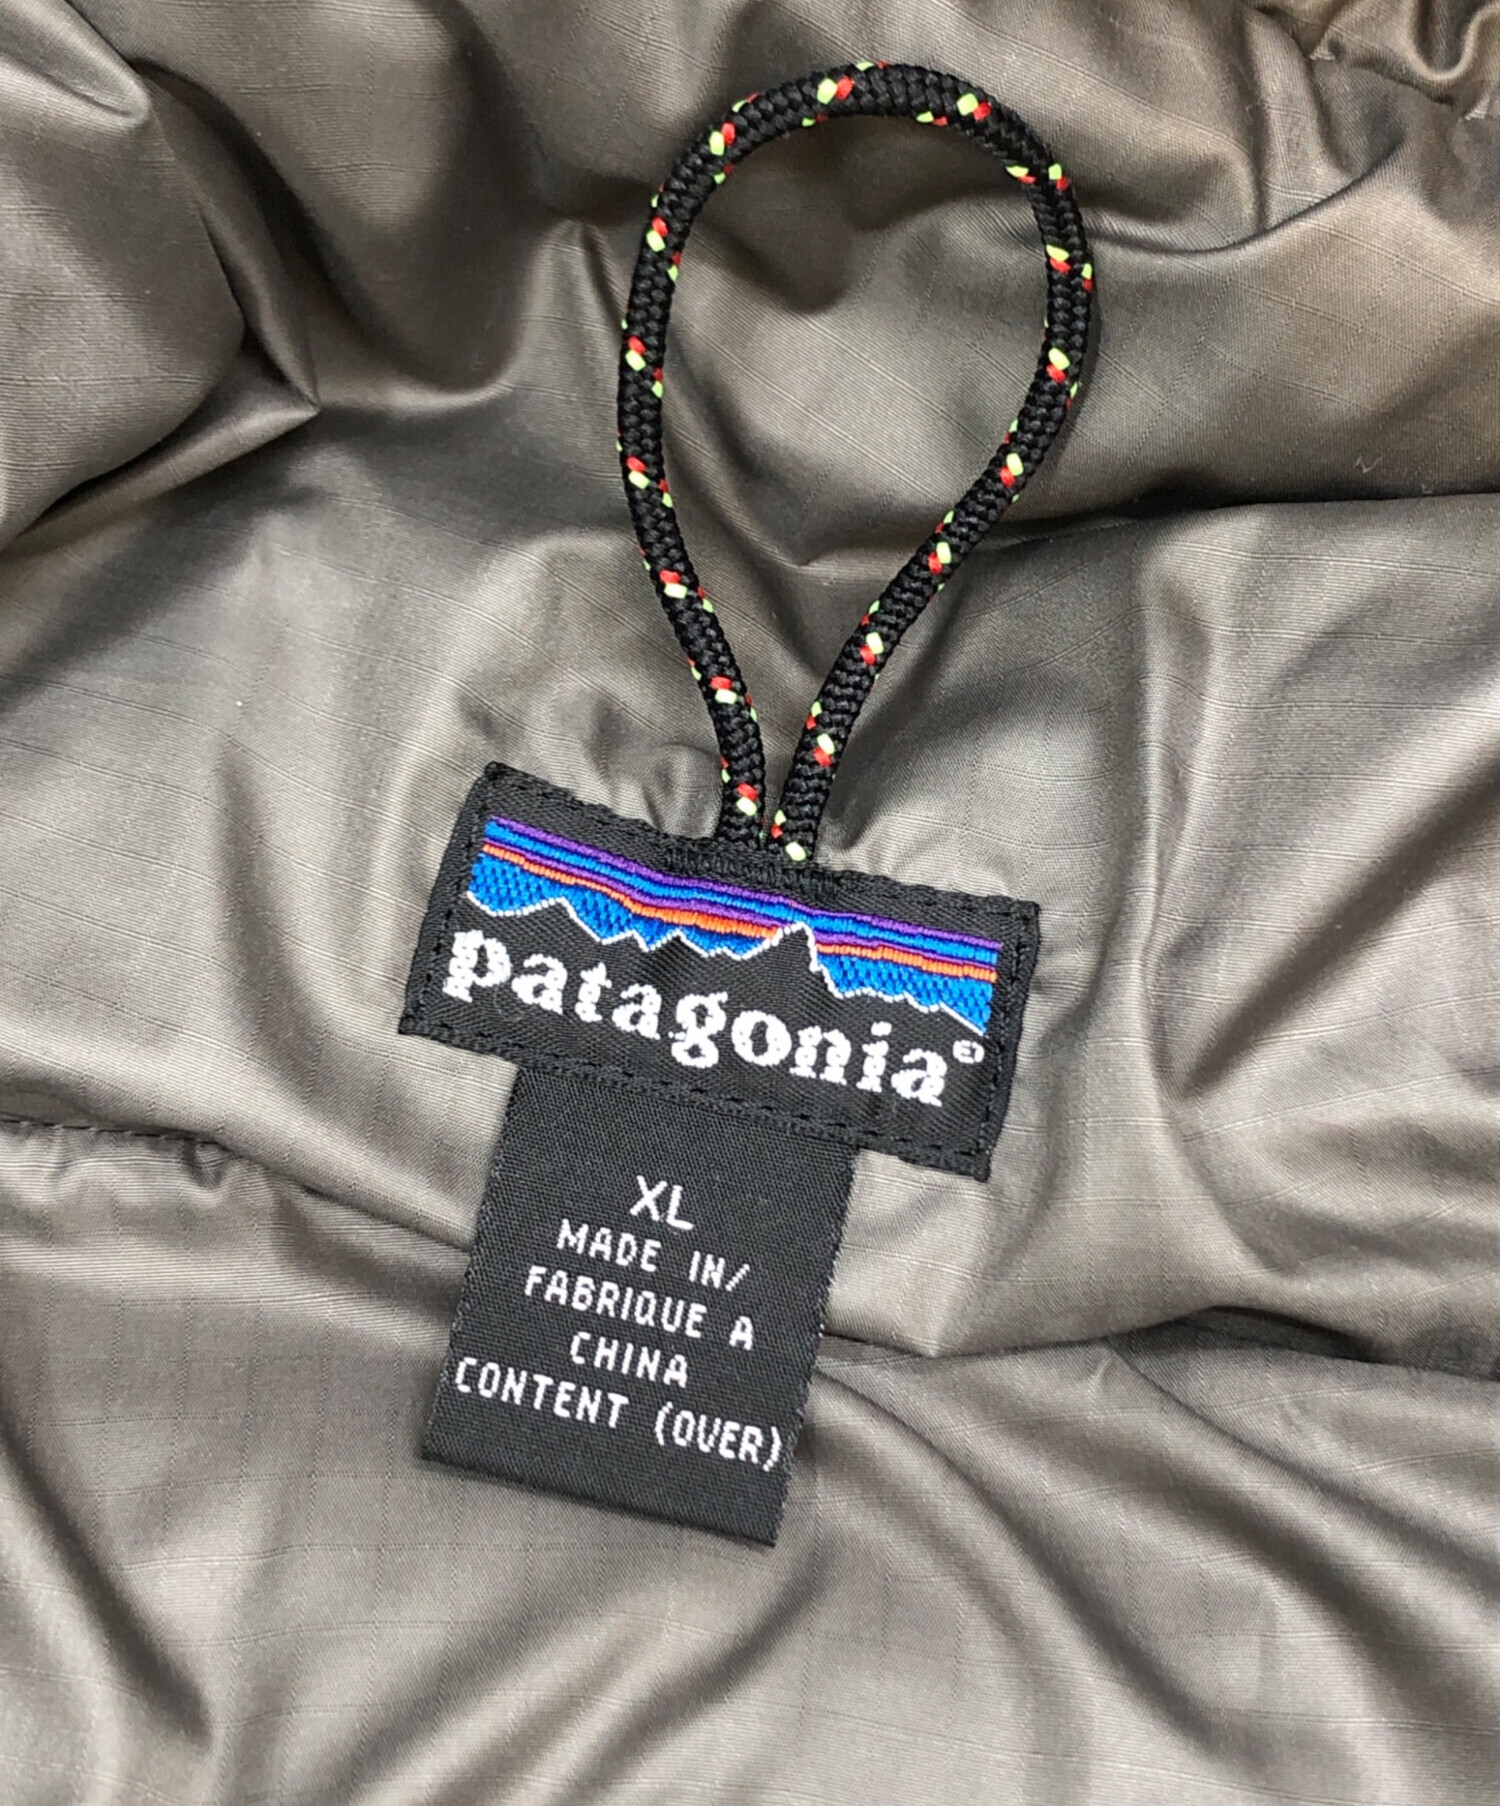 patagonia®
XL
MADE IN/
FABRIQUE A
CHINA
CONTENT (OVER)